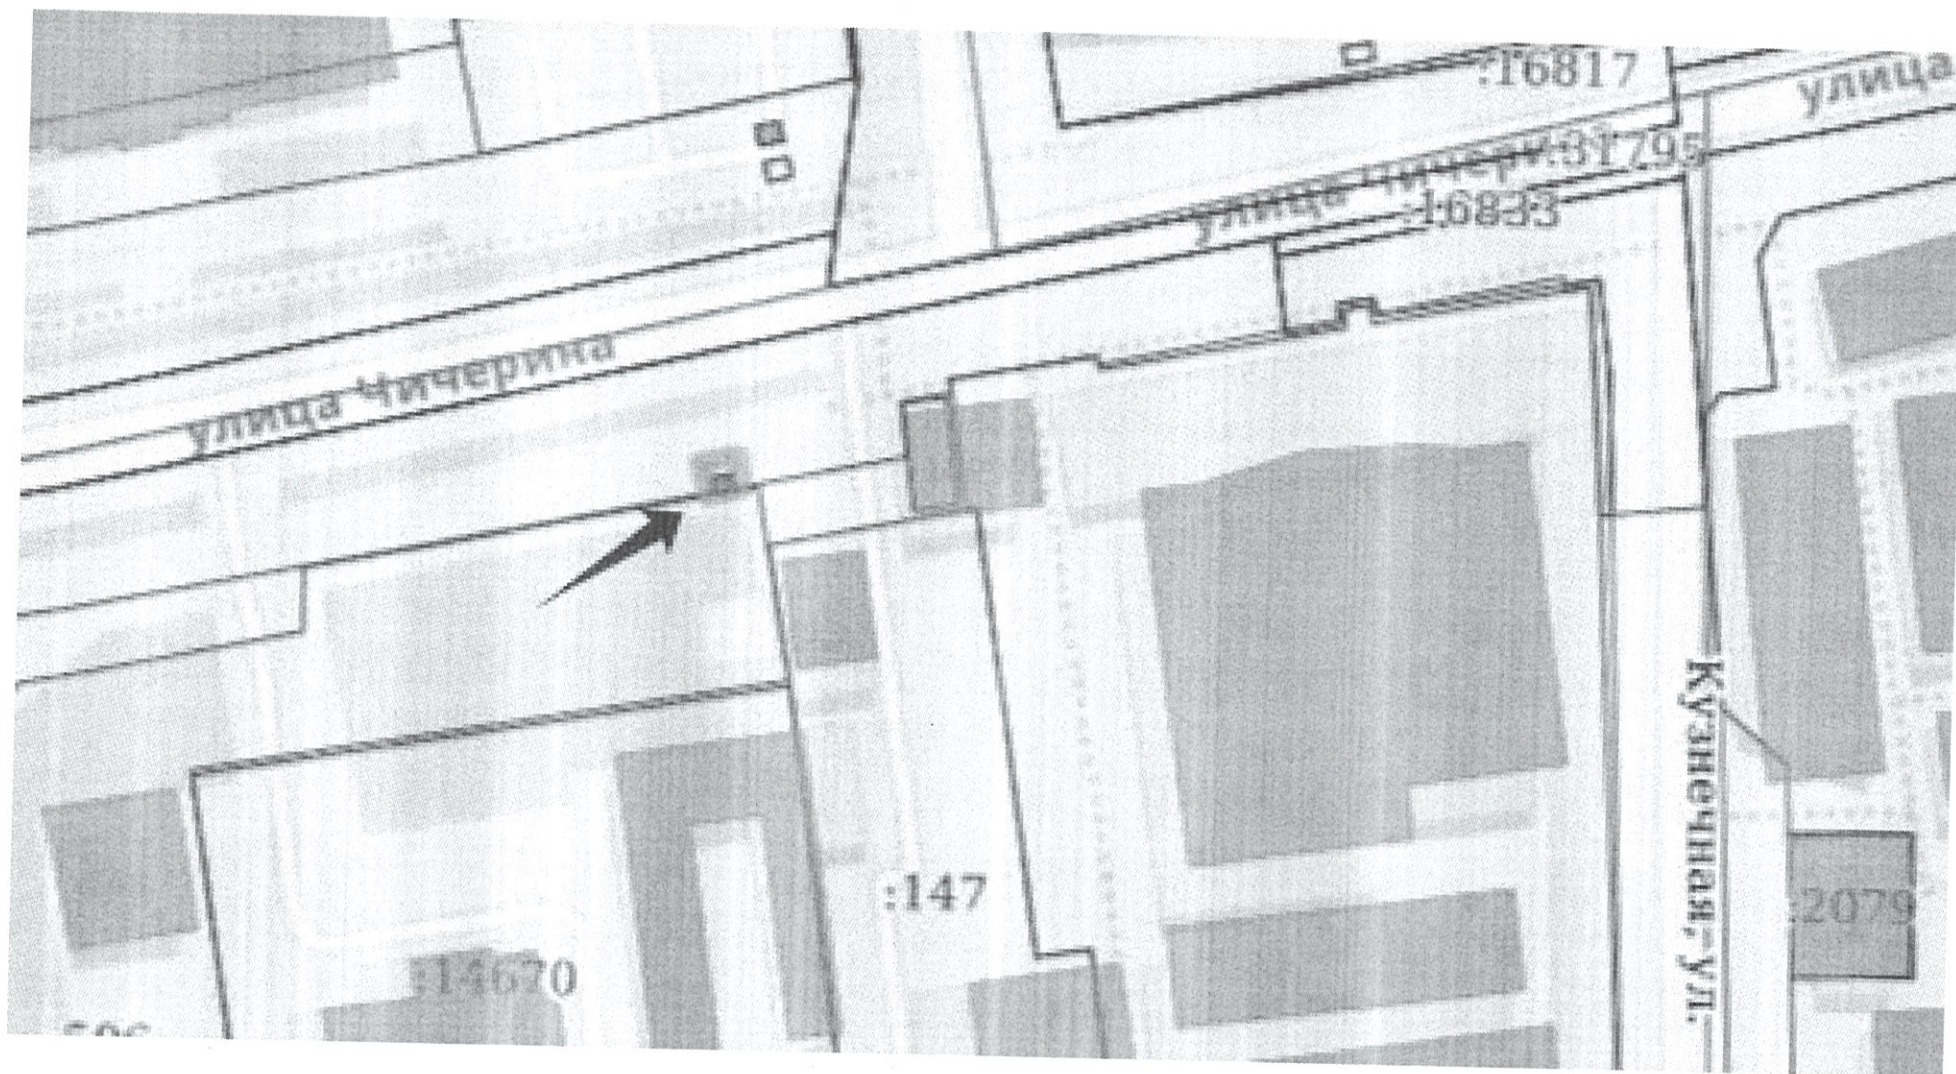 :16817
улица
:31795
улица Чичери
:16833
улица Чичерина
Кузнечная, ул.
:147
:2079
:14670